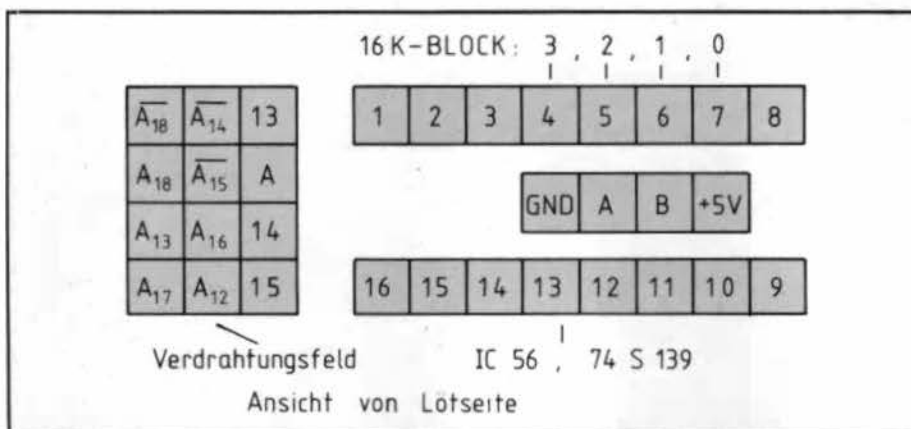 16K-BLOCK: 3 , 2 , 1 , 0
A̅18 A̅14 13
A18 A̅15 A
A13 A16 14
A17 A12 15
1 2 3 4 5 6 7 8
GND A B +5V
16 15 14 13 12 11 10 9
Verdrahtungsfeld
IC 56 , 74 S 139
Ansicht von Lötseite